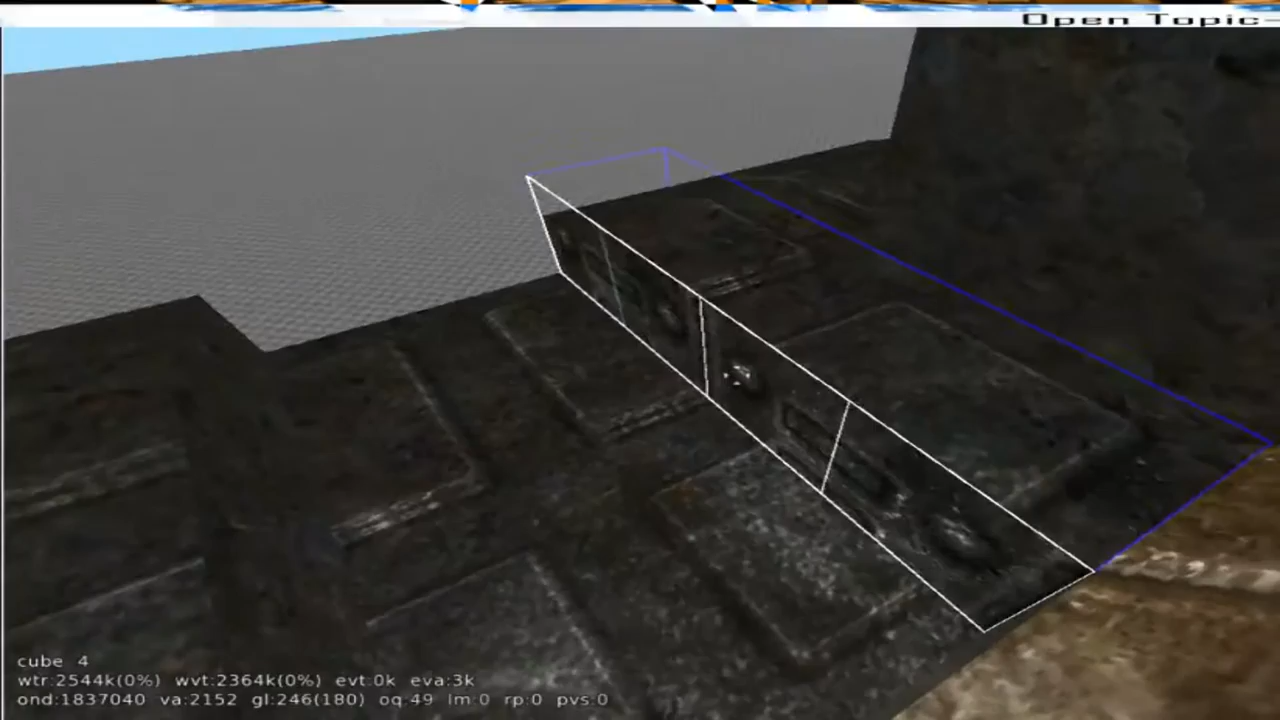 Open Topic-
cube 4
wtr:2544k(0%) wvt:2364k(0%) evt:0k eva:3k
ond:1837040 va:2152 gl:246(180) oq:49 lm:0 rp:0 pvs:0